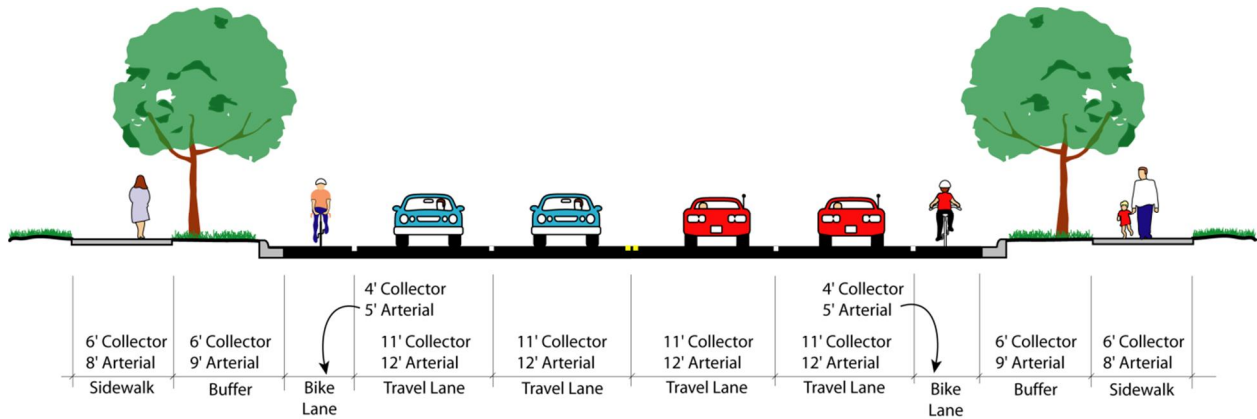 4' Collector
5' Arterial
4' Collector
5' Arterial
6' Collector
8' Arterial
Sidewalk
6' Collector
9' Arterial
Buffer
Bike
Lane
11' Collector
12' Arterial
Travel Lane
11' Collector
12' Arterial
Travel Lane
11' Collector
12' Arterial
Travel Lane
11' Collector
12' Arterial
Travel Lane
Bike
Lane
6' Collector
9' Arterial
Buffer
6' Collector
8' Arterial
Sidewalk